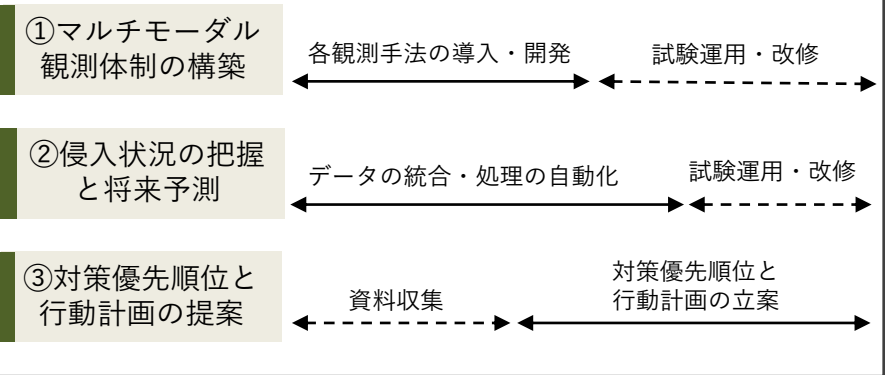 ①マルチモーダル
観測体制の構築
各観測手法の導入・開発
試験運用・改修
②侵入状況の把握
と将来予測
データの統合・処理の自動化
試験運用・改修
③対策優先順位と
行動計画の提案
資料収集
対策優先順位と
行動計画の立案